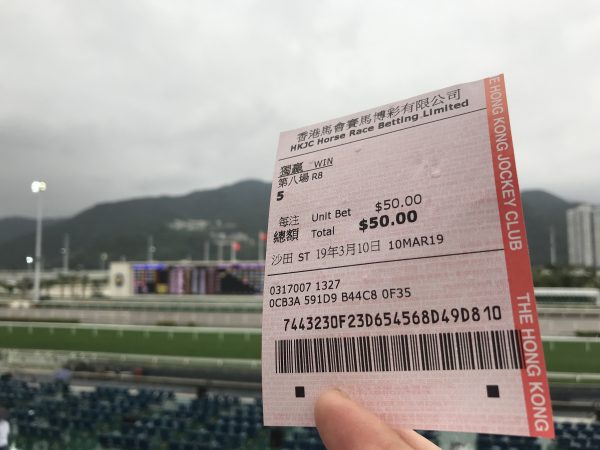 香港馬會賽馬博彩有限公司
HKJC Horse Race Betting Limited
獨贏 WIN
第八場 R8
5
每注 Unit Bet $50.00
總額 Total $50.00
沙田 ST 19年3月10日 10MAR19
0317007 1327
0CB3A 591D9 B44C8 0F35
7443230F23D654568D49D810
E HONG KONG JOCKEY CLUB
THE HONG KONG